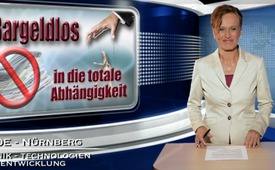 Bargeldlos
in die totale
Abhängigkeit
DE - NÜRNBERG
NIK - TECHNOLOGIEN
ENTWICKLUNG